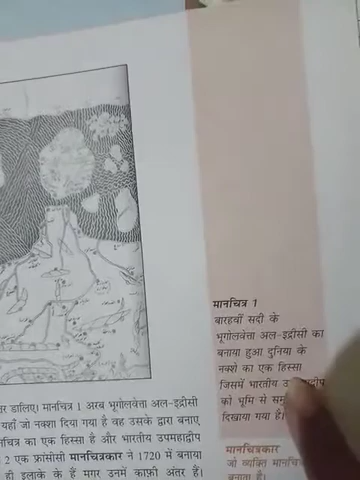 मानचित्र 1
बारहवीं सदी के
भूगोलवेत्ता अल-इद्रीसी का
बनाया हुआ दुनिया के
नक्शे का एक हिस्सा
जिसमें भारतीय
को भूमि से
दिखाया गया है।
डालिए। मानचित्र 1 अरब भूगोलवेत्ता अल-इद्रीसी
यहाँ जो नक्शा दिया गया है वह उसके द्वारा बनाए
का एक हिस्सा है और भारतीय उपमहाद्वीप
2 एक फ़्रांसीसी मानचित्रकार ने 1720 में बनाया
ही इलाके के हैं मगर उनमें काफ़ी अंतर हैं।
मानचित्रकार
जो व्यक्ति
बनाता है।